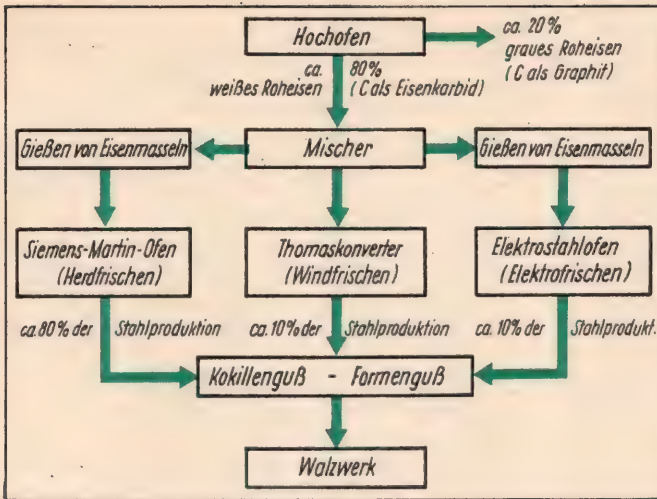 Hochofen
ca. 20%
graues Roheisen
(C als Graphit)
ca. 80%
weißes Roheisen (C als Eisenkarbid)
Gießen von Eisenmasseln
Mischer
Gießen von Eisenmasseln
Siemens-Martin-Ofen
(Herdfrischen)
Thomaskonverter
(Windfrischen)
Elektrostahlofen
(Elektrofrischen)
ca. 80% der Stahlproduktion
ca. 10% der Stahlproduktion
ca. 10% der Stahlprodukt.
Kokillenguß - Formenguß
Walzwerk